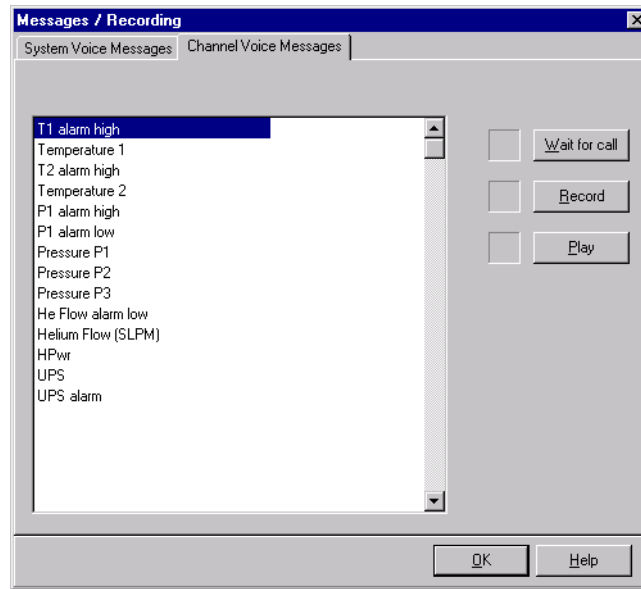 Messages / Recording
System Voice Messages
Channel Voice Messages
T1 alarm high
Temperature 1
T2 alarm high
Temperature 2
P1 alarm high
P1 alarm low
Pressure P1
Pressure P2
Pressure P3
He Flow alarm low
Helium Flow (SLPM)
HPwr
UPS
UPS alarm
Wait for call
Record
Play
OK
Help